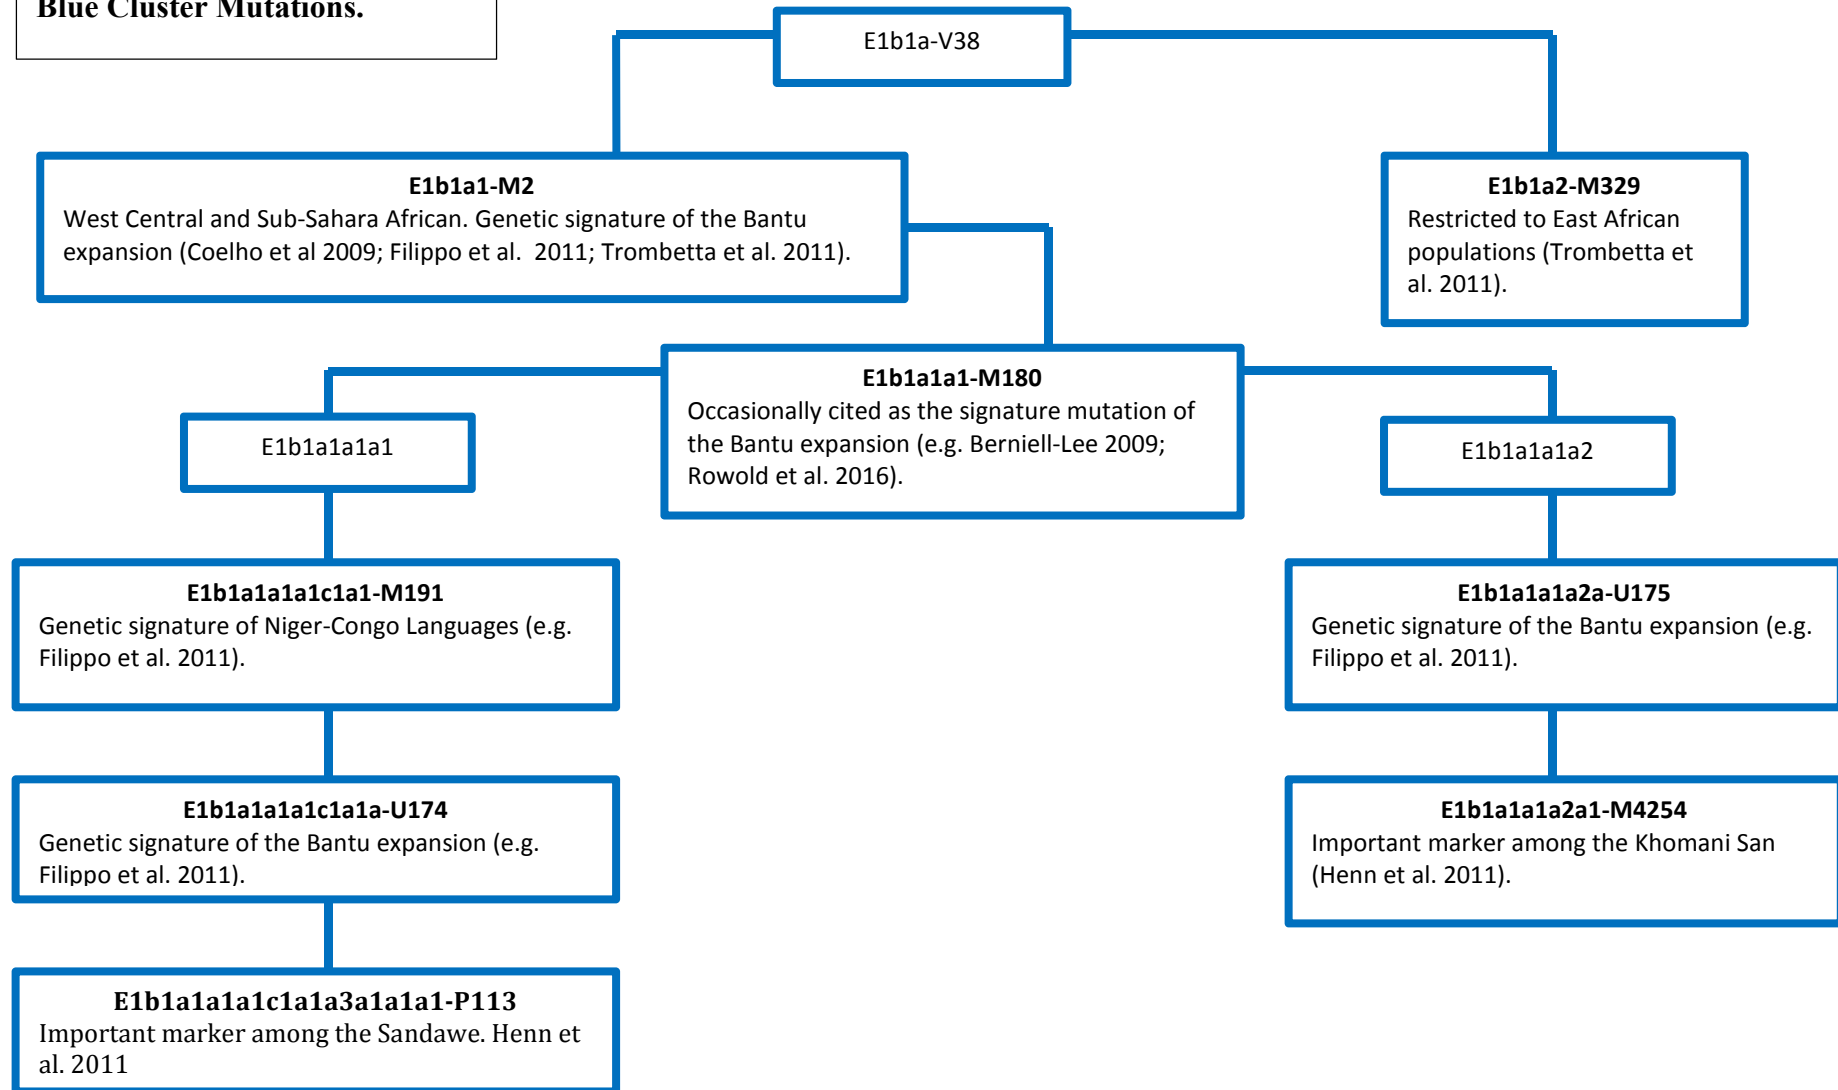 Blue Cluster Mutations.
E1b1a-V38
E1b1a1-M2
West Central and Sub-Sahara African. Genetic signature of the Bantu
expansion (Coelho et al 2009; Filippo et al.  2011; Trombetta et al. 2011).
E1b1a2-M329
Restricted to East African
populations (Trombetta et
al. 2011).
E1b1a1a1-M180
Occasionally cited as the signature mutation of
the Bantu expansion (e.g. Berniell-Lee 2009;
Rowold et al. 2016).
E1b1a1a1a1
E1b1a1a1a2
E1b1a1a1a1c1a1-M191
Genetic signature of Niger-Congo Languages (e.g.
Filippo et al. 2011).
E1b1a1a1a2a-U175
Genetic signature of the Bantu expansion (e.g.
Filippo et al. 2011).
E1b1a1a1a1c1a1a-U174
Genetic signature of the Bantu expansion (e.g.
Filippo et al. 2011).
E1b1a1a1a2a1-M4254
Important marker among the Khomani San
(Henn et al. 2011).
E1b1a1a1a1c1a1a3a1a1a1-P113
Important marker among the Sandawe. Henn et
al. 2011